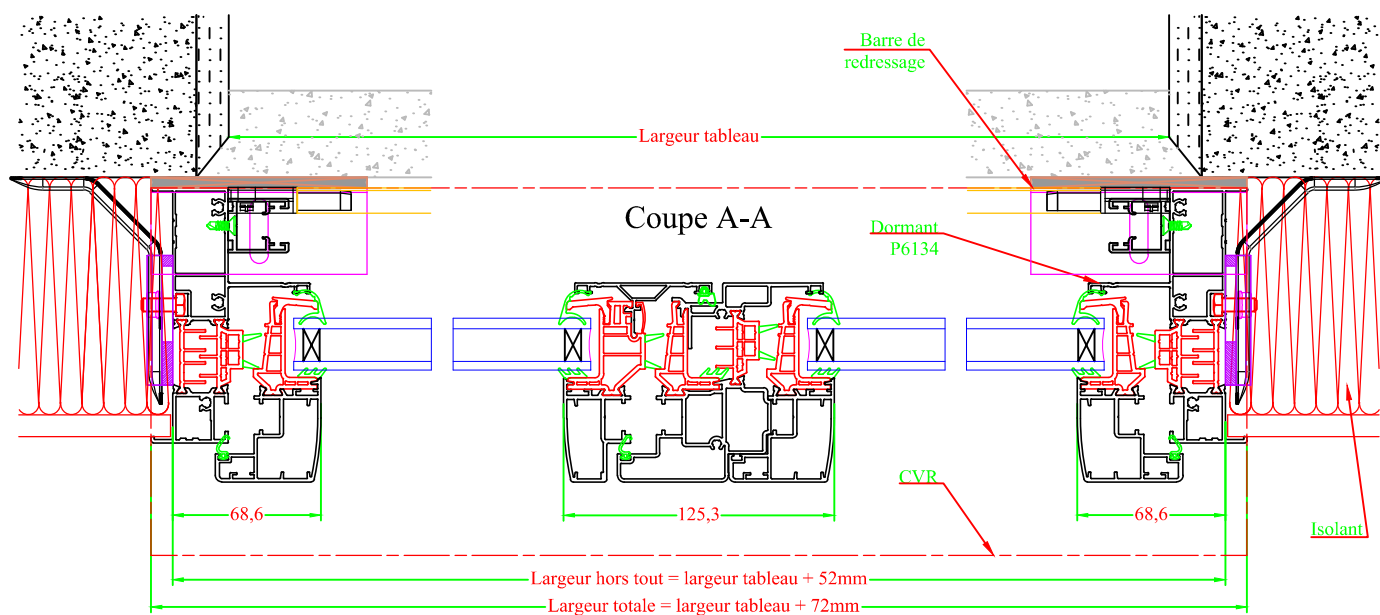 Barre de
redressage
Largeur tableau
Coupe A-A
Dormant
P6134
CVR
68,6
125,3
68,6
Isolant
Largeur hors tout = largeur tableau + 52mm
Largeur totale = largeur tableau + 72mm